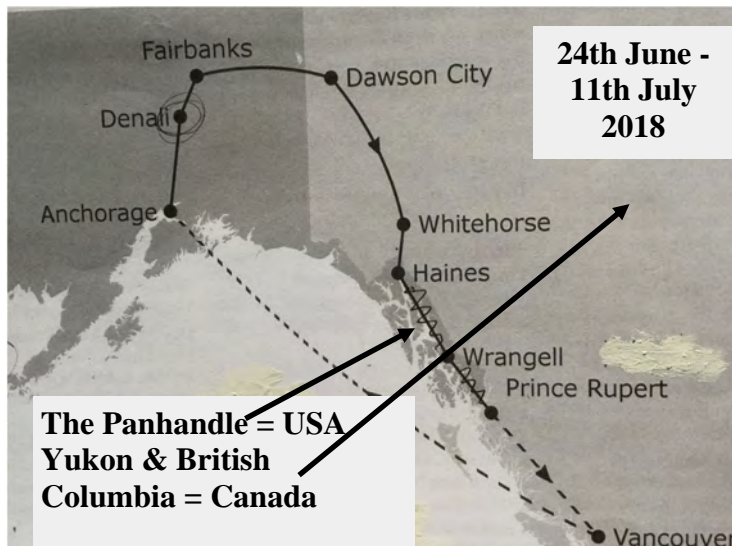 Fairbanks
Dawson City
24th June -
11th July
2018
Denali
Anchorage
Whitehorse
Haines
Wrangell
Prince Rupert
The Panhandle = USA
Yukon & British
Columbia = Canada
Vancouver